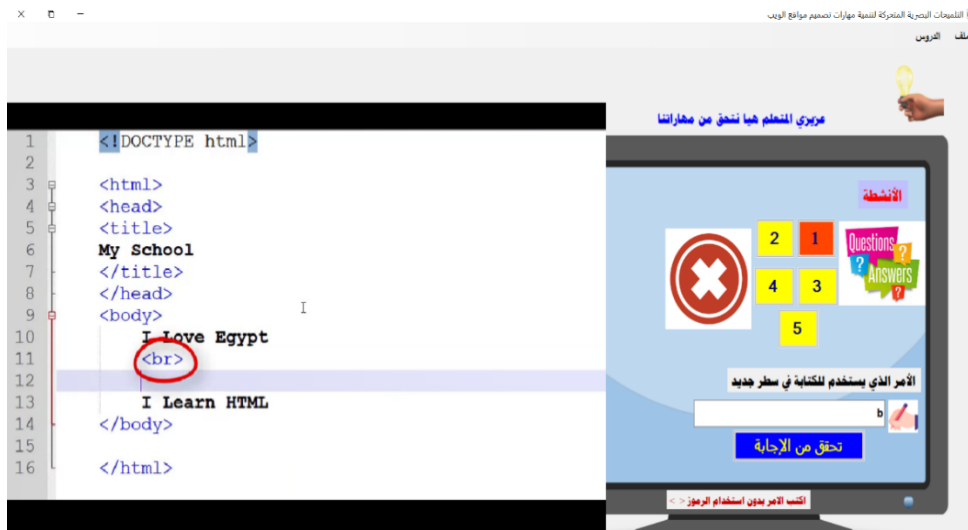 التلميحات البصرية المتحركة لتنمية مهارات تصميم مواقع الويب
ملف الدروس
عزيزي المتعلم هيا نتحق من مهاراتنا
1 <!DOCTYPE html>
2
3 <html>
4 <head>
5 <title>
6 My School
7 </title>
8 </head>
9 <body>
10 I Love Egypt
11 <br>
12
13 I Learn HTML
14 </body>
15
16 </html>
الأنشطة
1 2
3 4
5
Questions
? Answers
?
?
?
الأمر الذي يستخدم للكتابة في سطر جديد
b
تحقق من الإجابة
اكتب الامر بدون استخدام الرموز < >